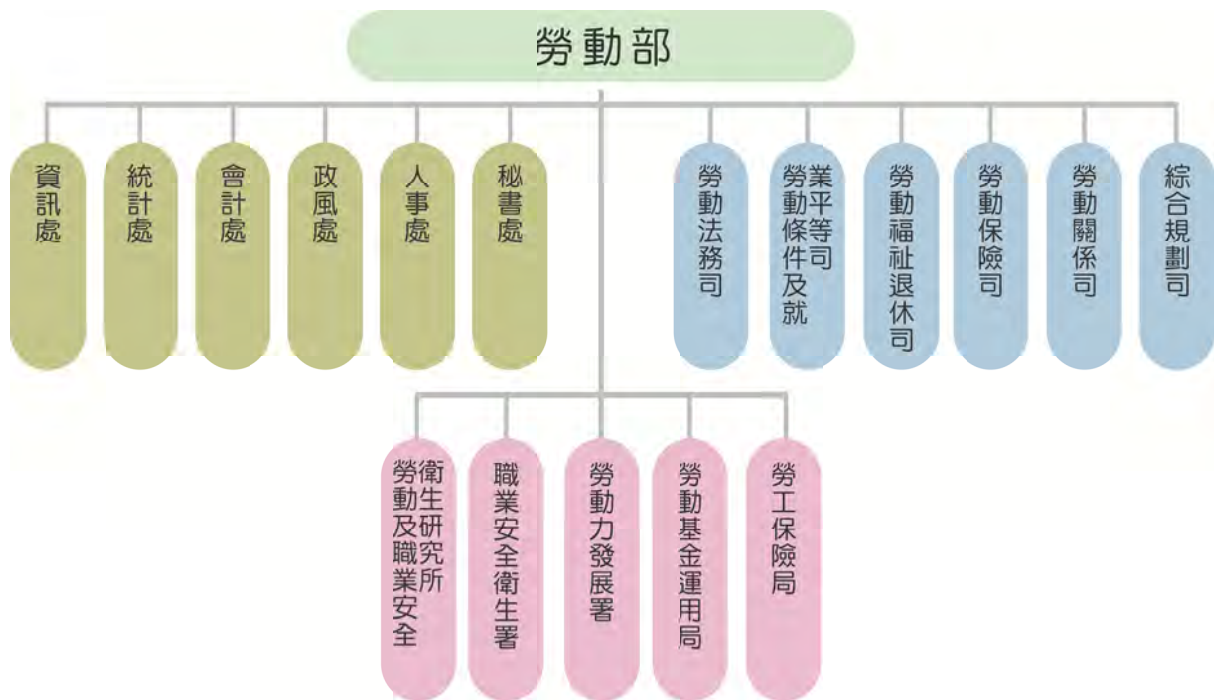 勞動部
資訊處
統計處
會計處
政風處
人事處
秘書處
勞動法務司
勞動條件及就
業平等司
勞動福祉退休司
勞動保險司
勞動關係司
綜合規劃司
勞動及職業安全
衛生研究所
職業安全衛生署
勞動力發展署
勞動基金運用局
勞工保險局